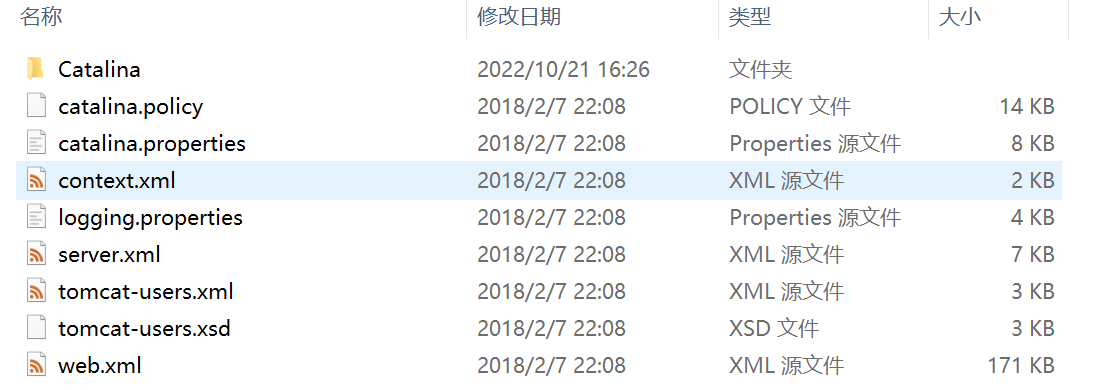 名称 修改日期 类型 大小
Catalina 2022/10/21 16:26 文件夹
catalina.policy 2018/2/7 22:08 POLICY 文件 14 KB
catalina.properties 2018/2/7 22:08 Properties 源文件 8 KB
context.xml 2018/2/7 22:08 XML 源文件 2 KB
logging.properties 2018/2/7 22:08 Properties 源文件 4 KB
server.xml 2018/2/7 22:08 XML 源文件 7 KB
tomcat-users.xml 2018/2/7 22:08 XML 源文件 3 KB
tomcat-users.xsd 2018/2/7 22:08 XSD 文件 3 KB
web.xml 2018/2/7 22:08 XML 源文件 171 KB